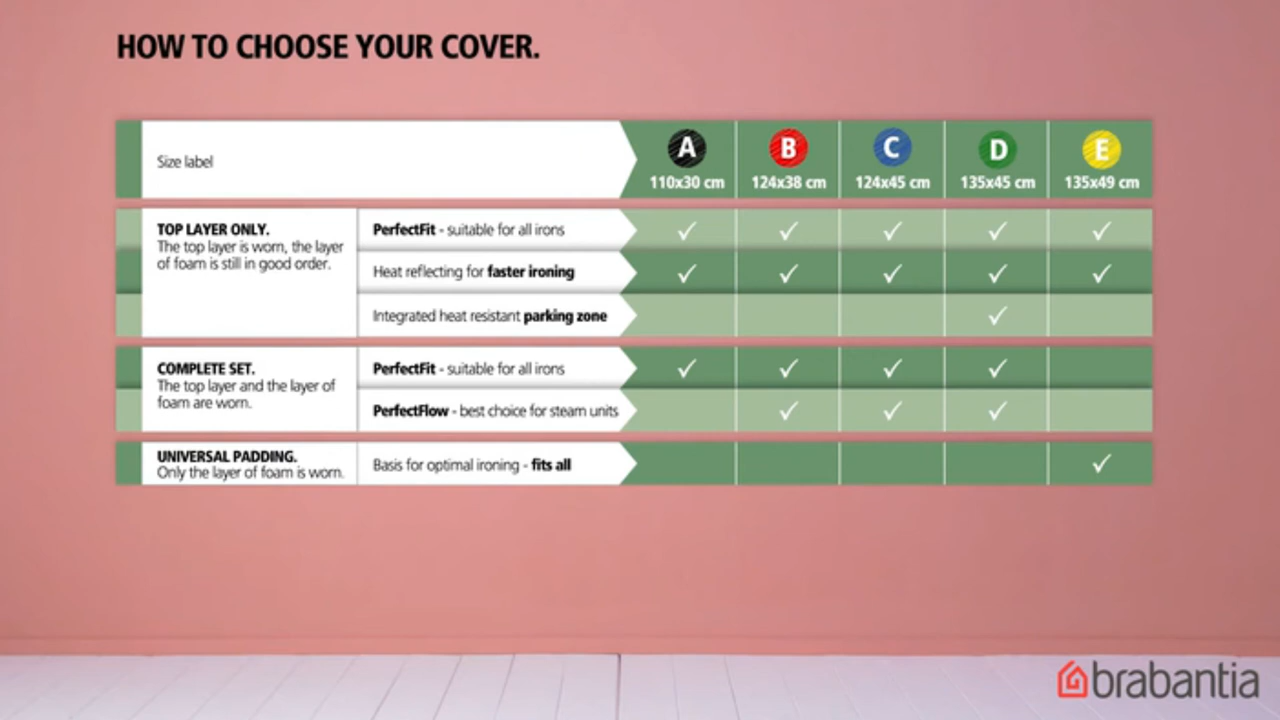 HOW TO CHOOSE YOUR COVER.
Size label
A
B
C
D
E
110x30 cm
124x38 cm
124x45 cm
135x45 cm
135x49 cm
TOP LAYER ONLY.
The top layer is worn, the layer
of foam is still in good order.
PerfectFit - suitable for all irons
✓ ✓ ✓ ✓ ✓
Heat reflecting for faster ironing
✓ ✓ ✓ ✓ ✓
Integrated heat resistant parking zone
✓
COMPLETE SET.
The top layer and the layer of
foam are worn.
PerfectFit - suitable for all irons
✓ ✓ ✓ ✓
PerfectFlow - best choice for steam units
✓ ✓ ✓
UNIVERSAL PADDING.
Only the layer of foam is worn.
Basis for optimal ironing - fits all
✓
brabantia